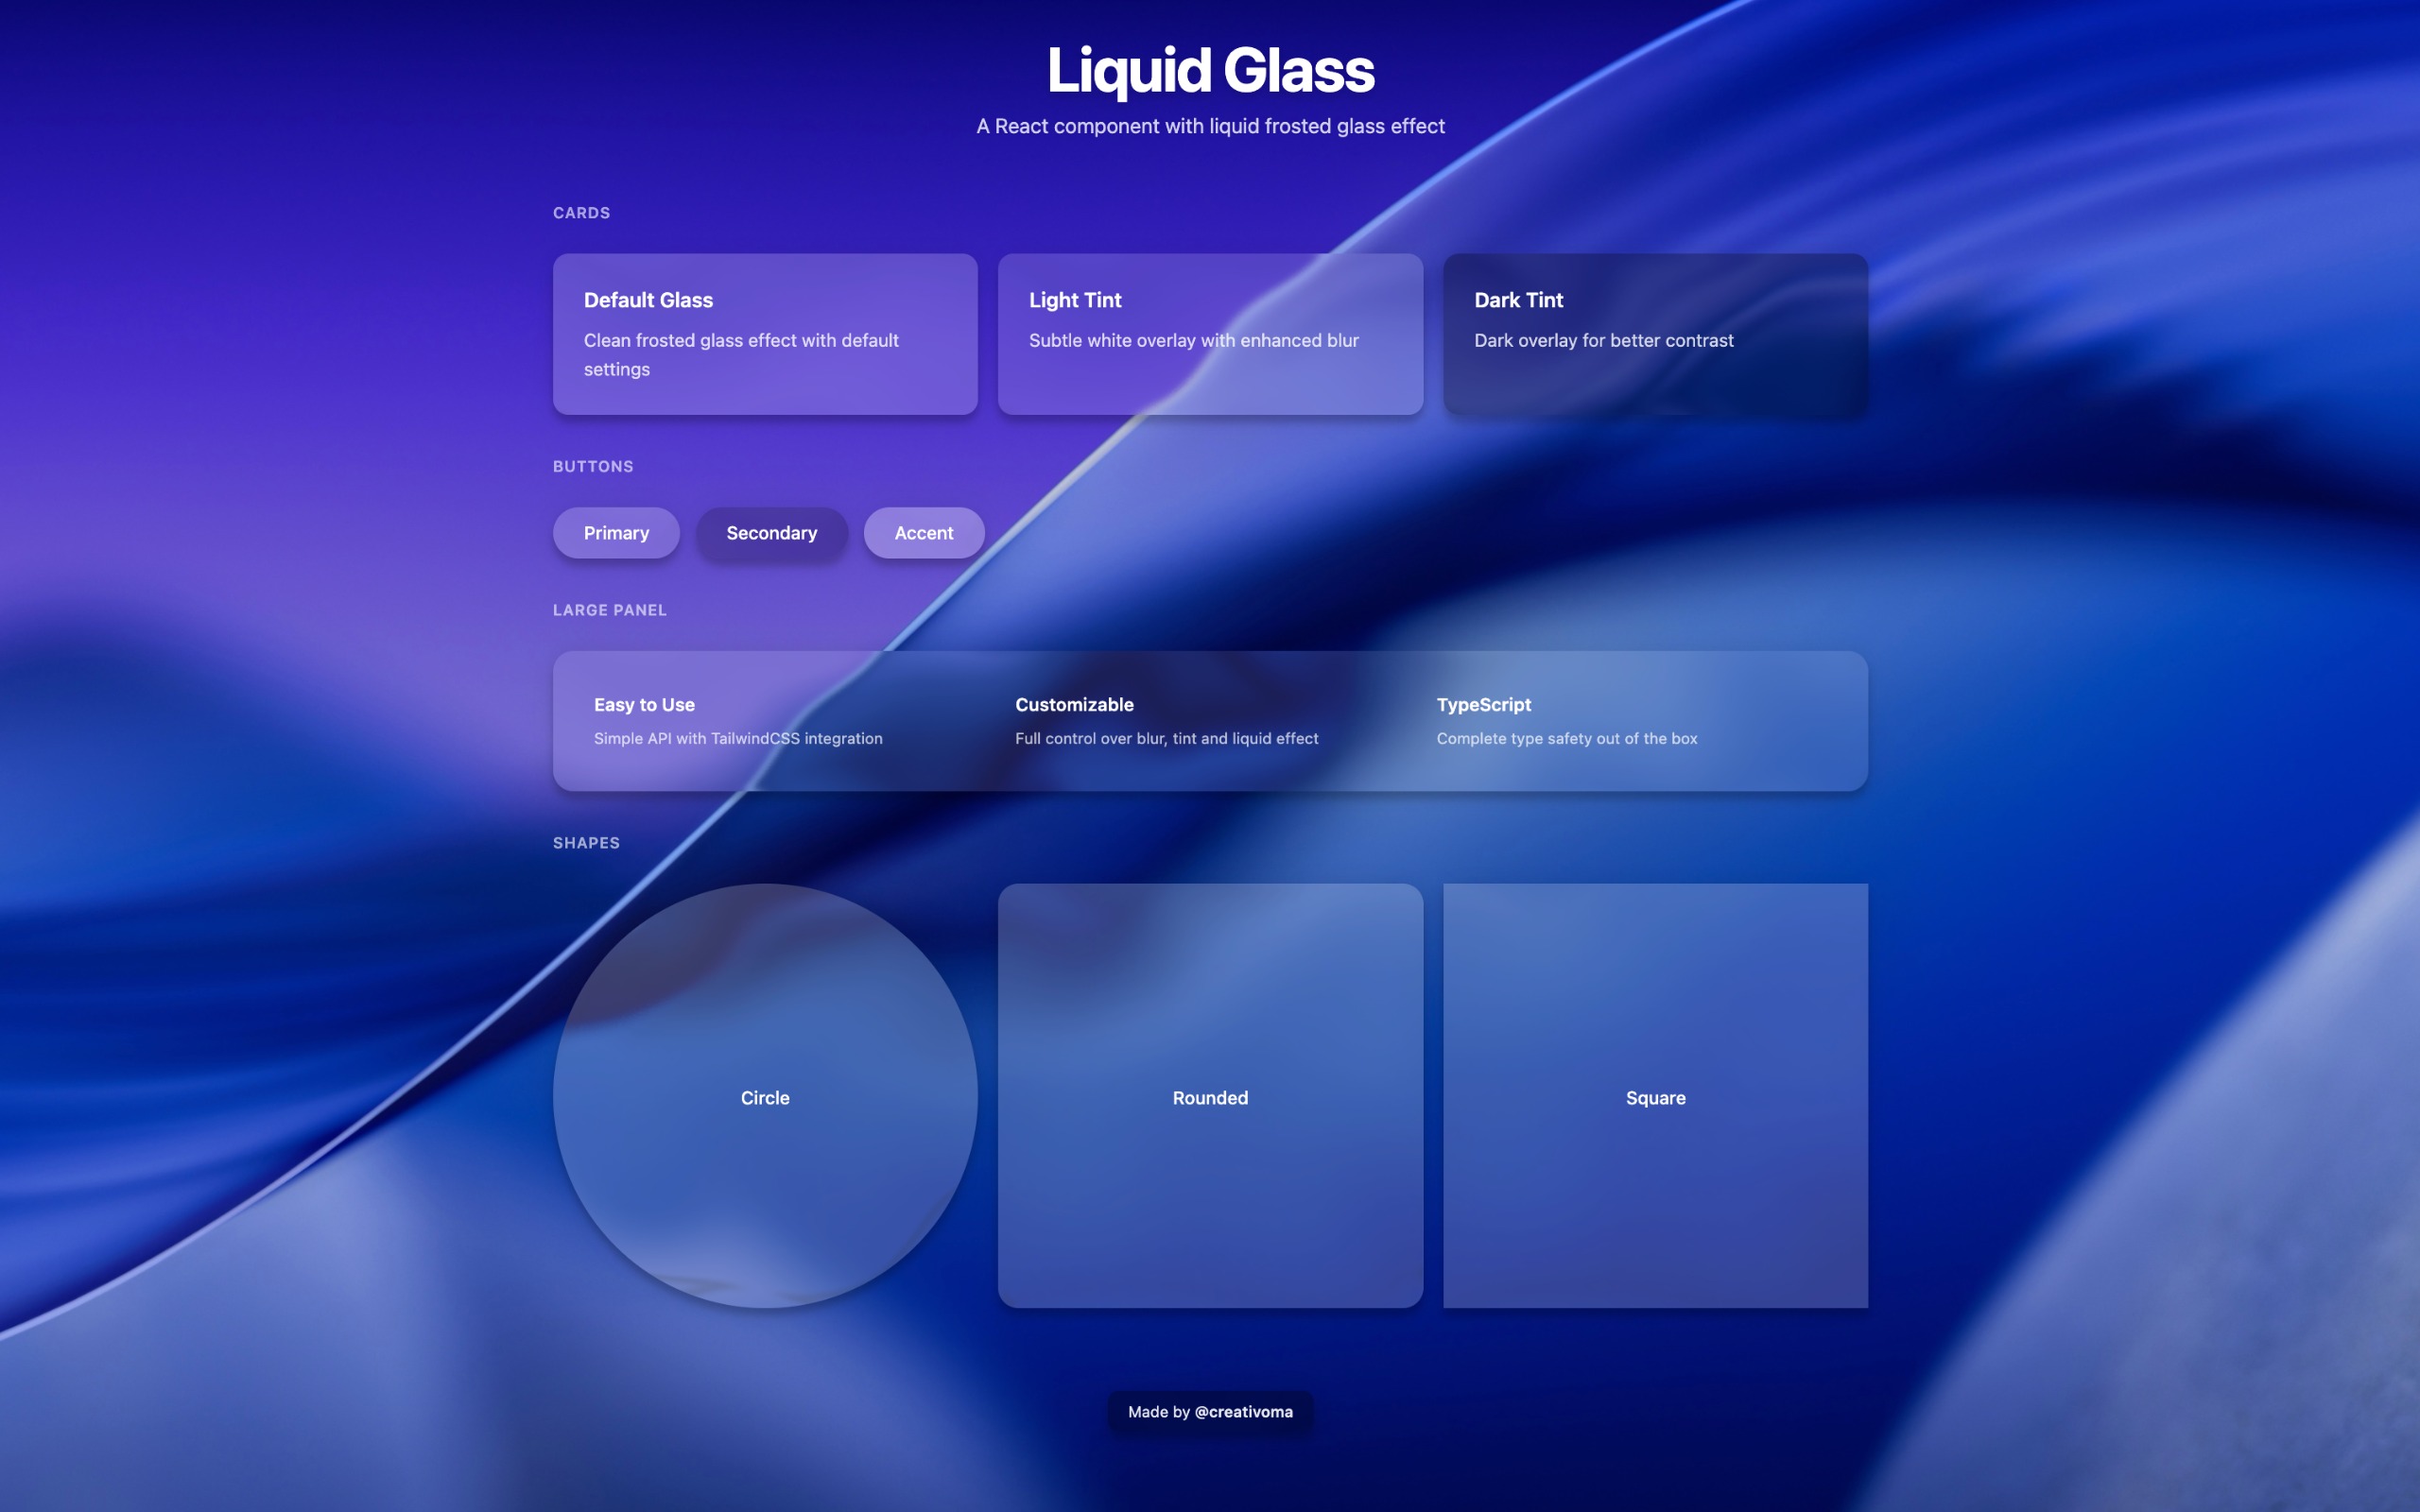 Liquid Glass
A React component with liquid frosted glass effect
CARDS
Default Glass
Clean frosted glass effect with default
settings
Light Tint
Subtle white overlay with enhanced blur
Dark Tint
Dark overlay for better contrast
BUTTONS
Primary
Secondary
Accent
LARGE PANEL
Easy to Use
Simple API with TailwindCSS integration
Customizable
Full control over blur, tint and liquid effect
TypeScript
Complete type safety out of the box
SHAPES
Circle
Rounded
Square
Made by @creativoma